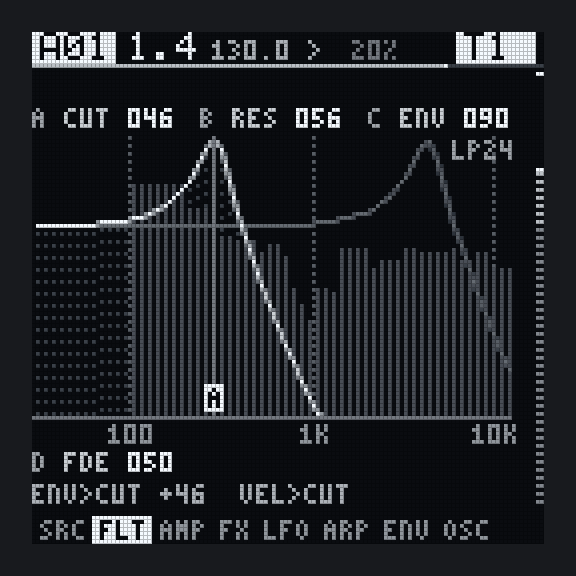 A01 1.4 130.0 > 20% T1
A CUT 046 B RES 056 C ENV 090
LP24
A
100 1K 10K
D FDE 050
ENV>CUT +46 VEL>CUT
SRC FLT AMP FX LFO ARP ENV OSC